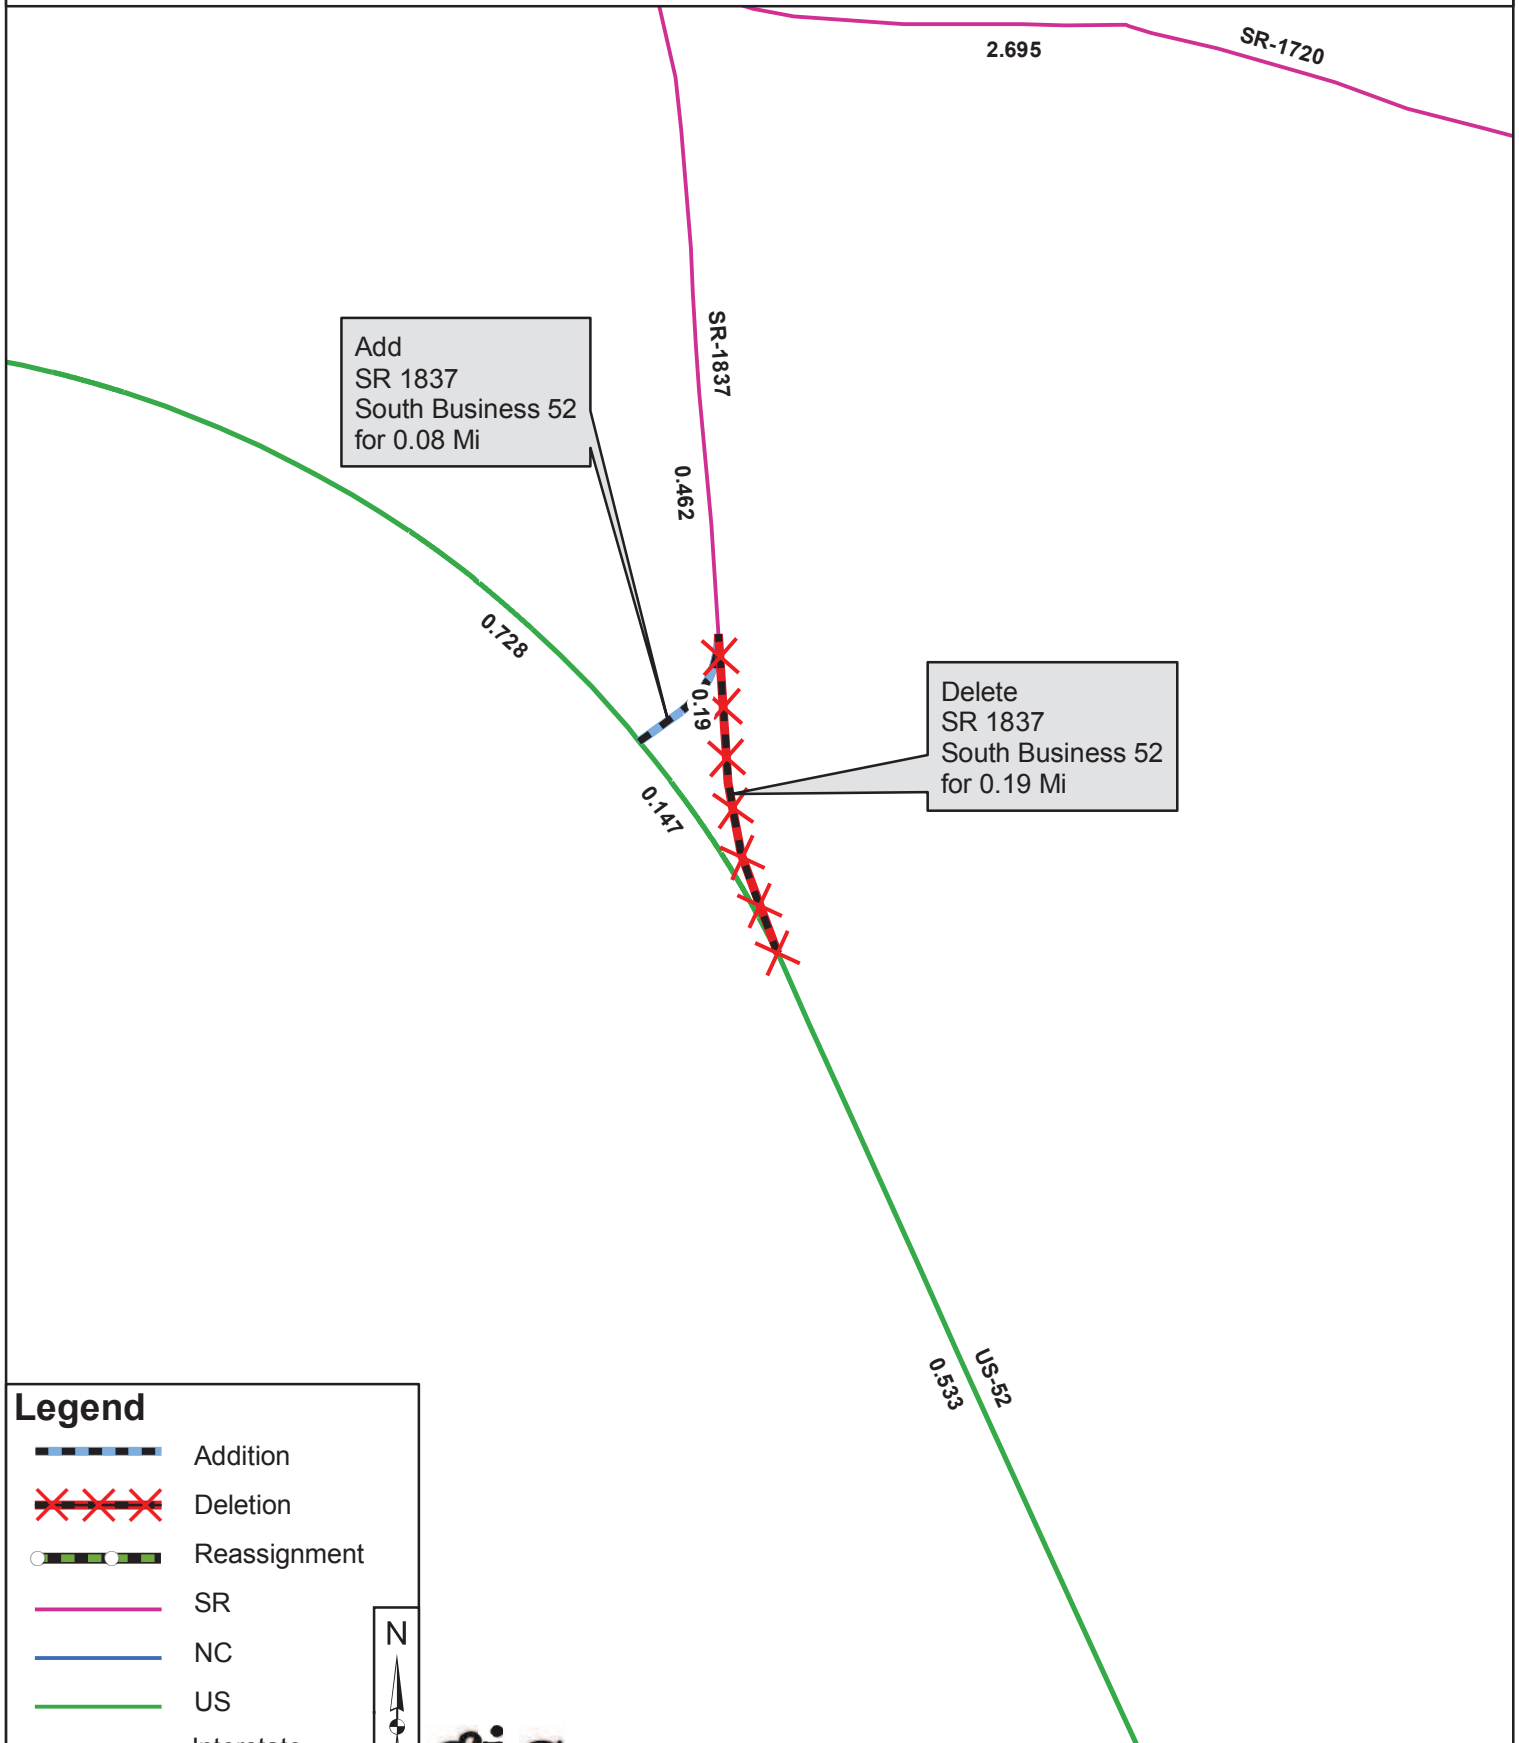 2.695
SR-1720
SR-1837
Add
SR 1837
South Business 52
for 0.08 Mi
0.462
0.728
0.19
Delete
SR 1837
South Business 52
for 0.19 Mi
0.147
US-52
0.533
Legend
Addition
Deletion
Reassignment
SR
N
NC
US
Interstate